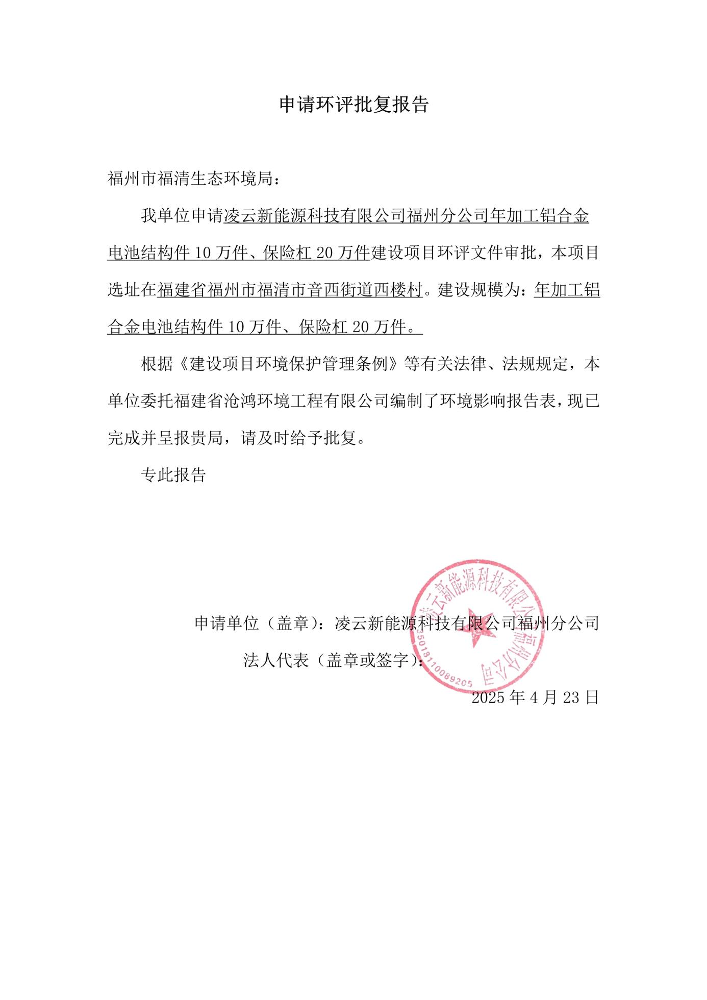 申请环评批复报告
福州市福清生态环境局：
我单位申请凌云新能源科技有限公司福州分公司年加工铝合金
电池结构件 10 万件、保险杠 20 万件建设项目环评文件审批，本项目
选址在福建省福州市福清市音西街道西楼村。建设规模为：年加工铝
合金电池结构件 10 万件、保险杠 20 万件。
根据《建设项目环境保护管理条例》等有关法律、法规规定，本
单位委托福建省沧鸿环境工程有限公司编制了环境影响报告表，现已
完成并呈报贵局，请及时给予批复。
专此报告
凌云新能源科技有限公司福州分公司
35018110089205
申请单位（盖章）：凌云新能源科技有限公司福州分公司
法人代表（盖章或签字）：
2025 年 4 月 23 日